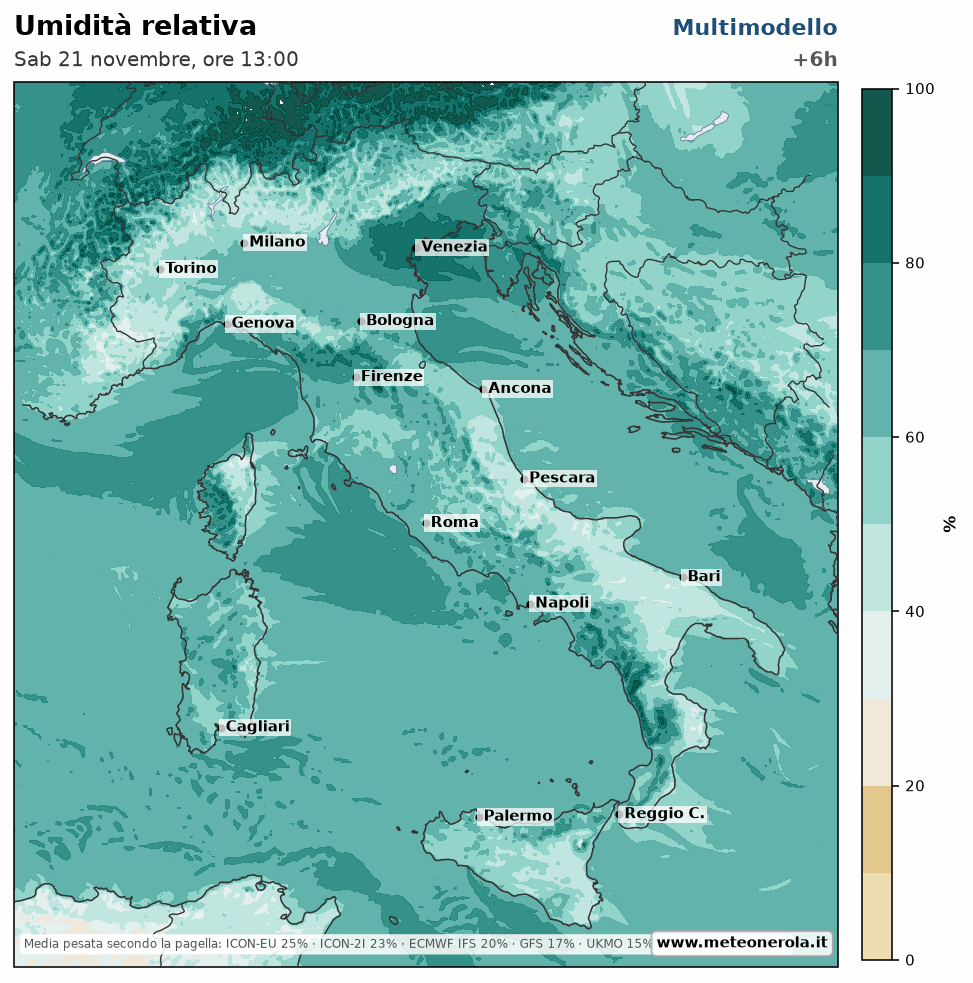 Umidità relativa
Multimodello
Sab 21 novembre, ore 13:00
+6h
100
80
60
40
20
0
%
Milano
Venezia
Torino
Bologna
Genova
Firenze
Ancona
Pescara
Roma
Bari
Napoli
Cagliari
Palermo
Reggio C.
Media pesata secondo la pagella: ICON-EU 25% · ICON-2I 23% · ECMWF IFS 20% · GFS 17% · UKMO 15%
www.meteonerola.it